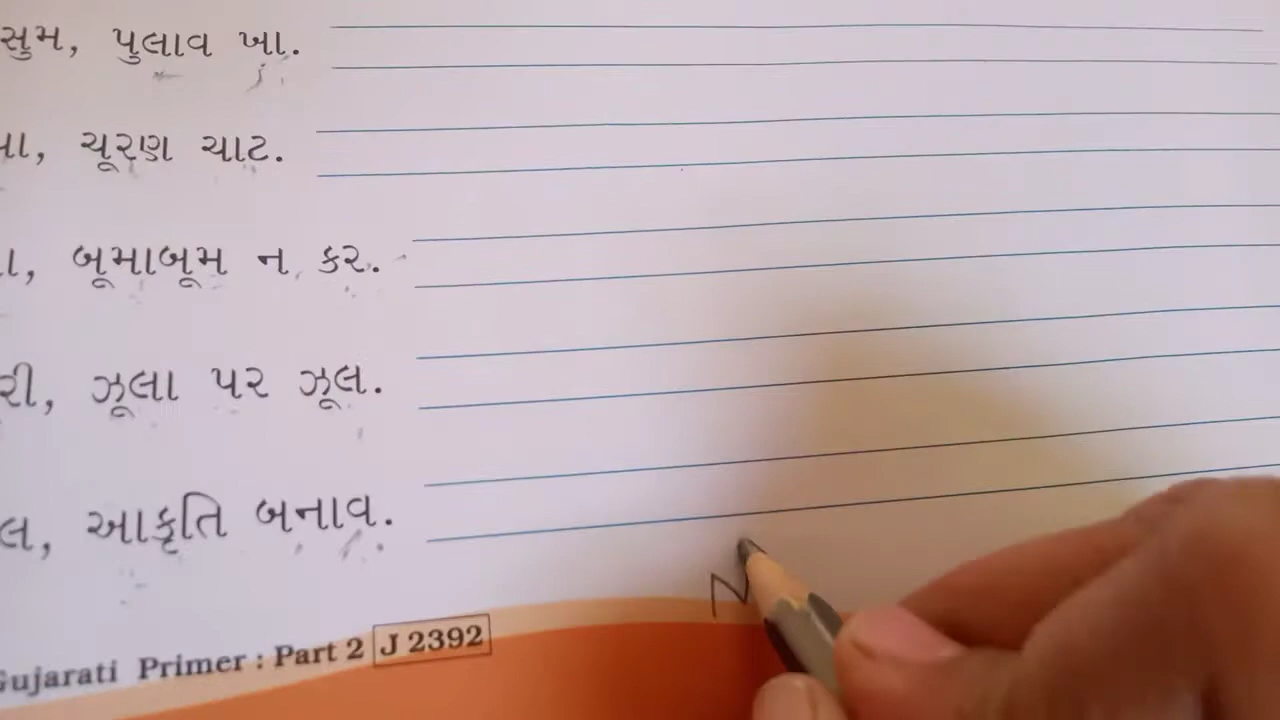 પુલાવ ખા.
ચૂરણ ચાટ.
બૂમાબૂમ ન કર.
ઝૂલા પર ઝૂલ.
આકૃતિ બનાવ.
Gujarati Primer : Part 2 J 2392
N